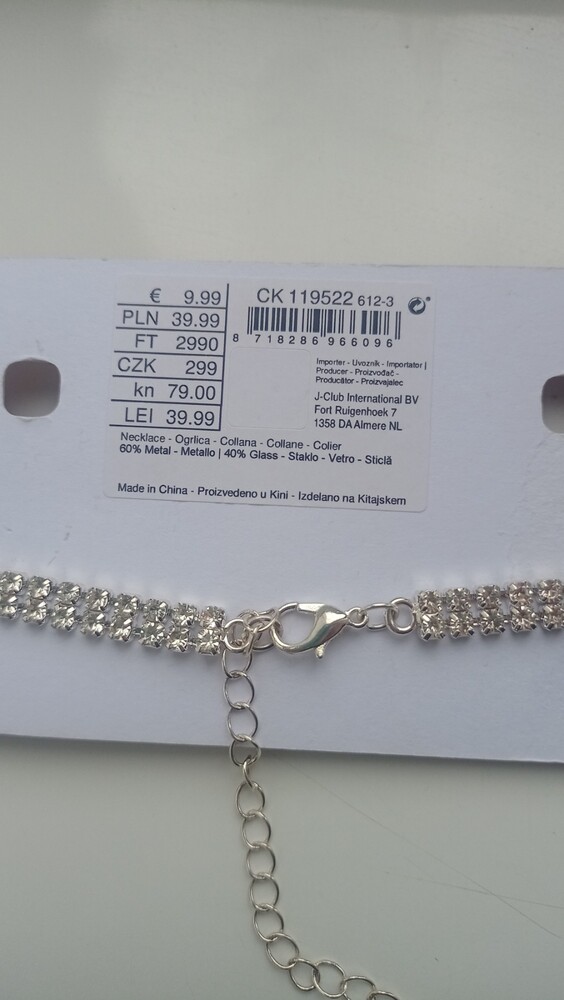 € 9.99
PLN 39.99
FT 2990
CZK 299
kn 79.00
LEI 39.99
CK 119522 612-3
8 718286 966096
Importer - Uvoznik - Importator |
Producer - Proizvođač -
Producător - Proizvajalec
J-Club International BV
Fort Ruigenhoek 7
1358 DA Almere NL
Necklace - Ogrlica - Collana - Collane - Colier
60% Metal - Metallo | 40% Glass - Staklo - Vetro - Sticlă
Made in China - Proizvedeno u Kini - Izdelano na Kitajskem